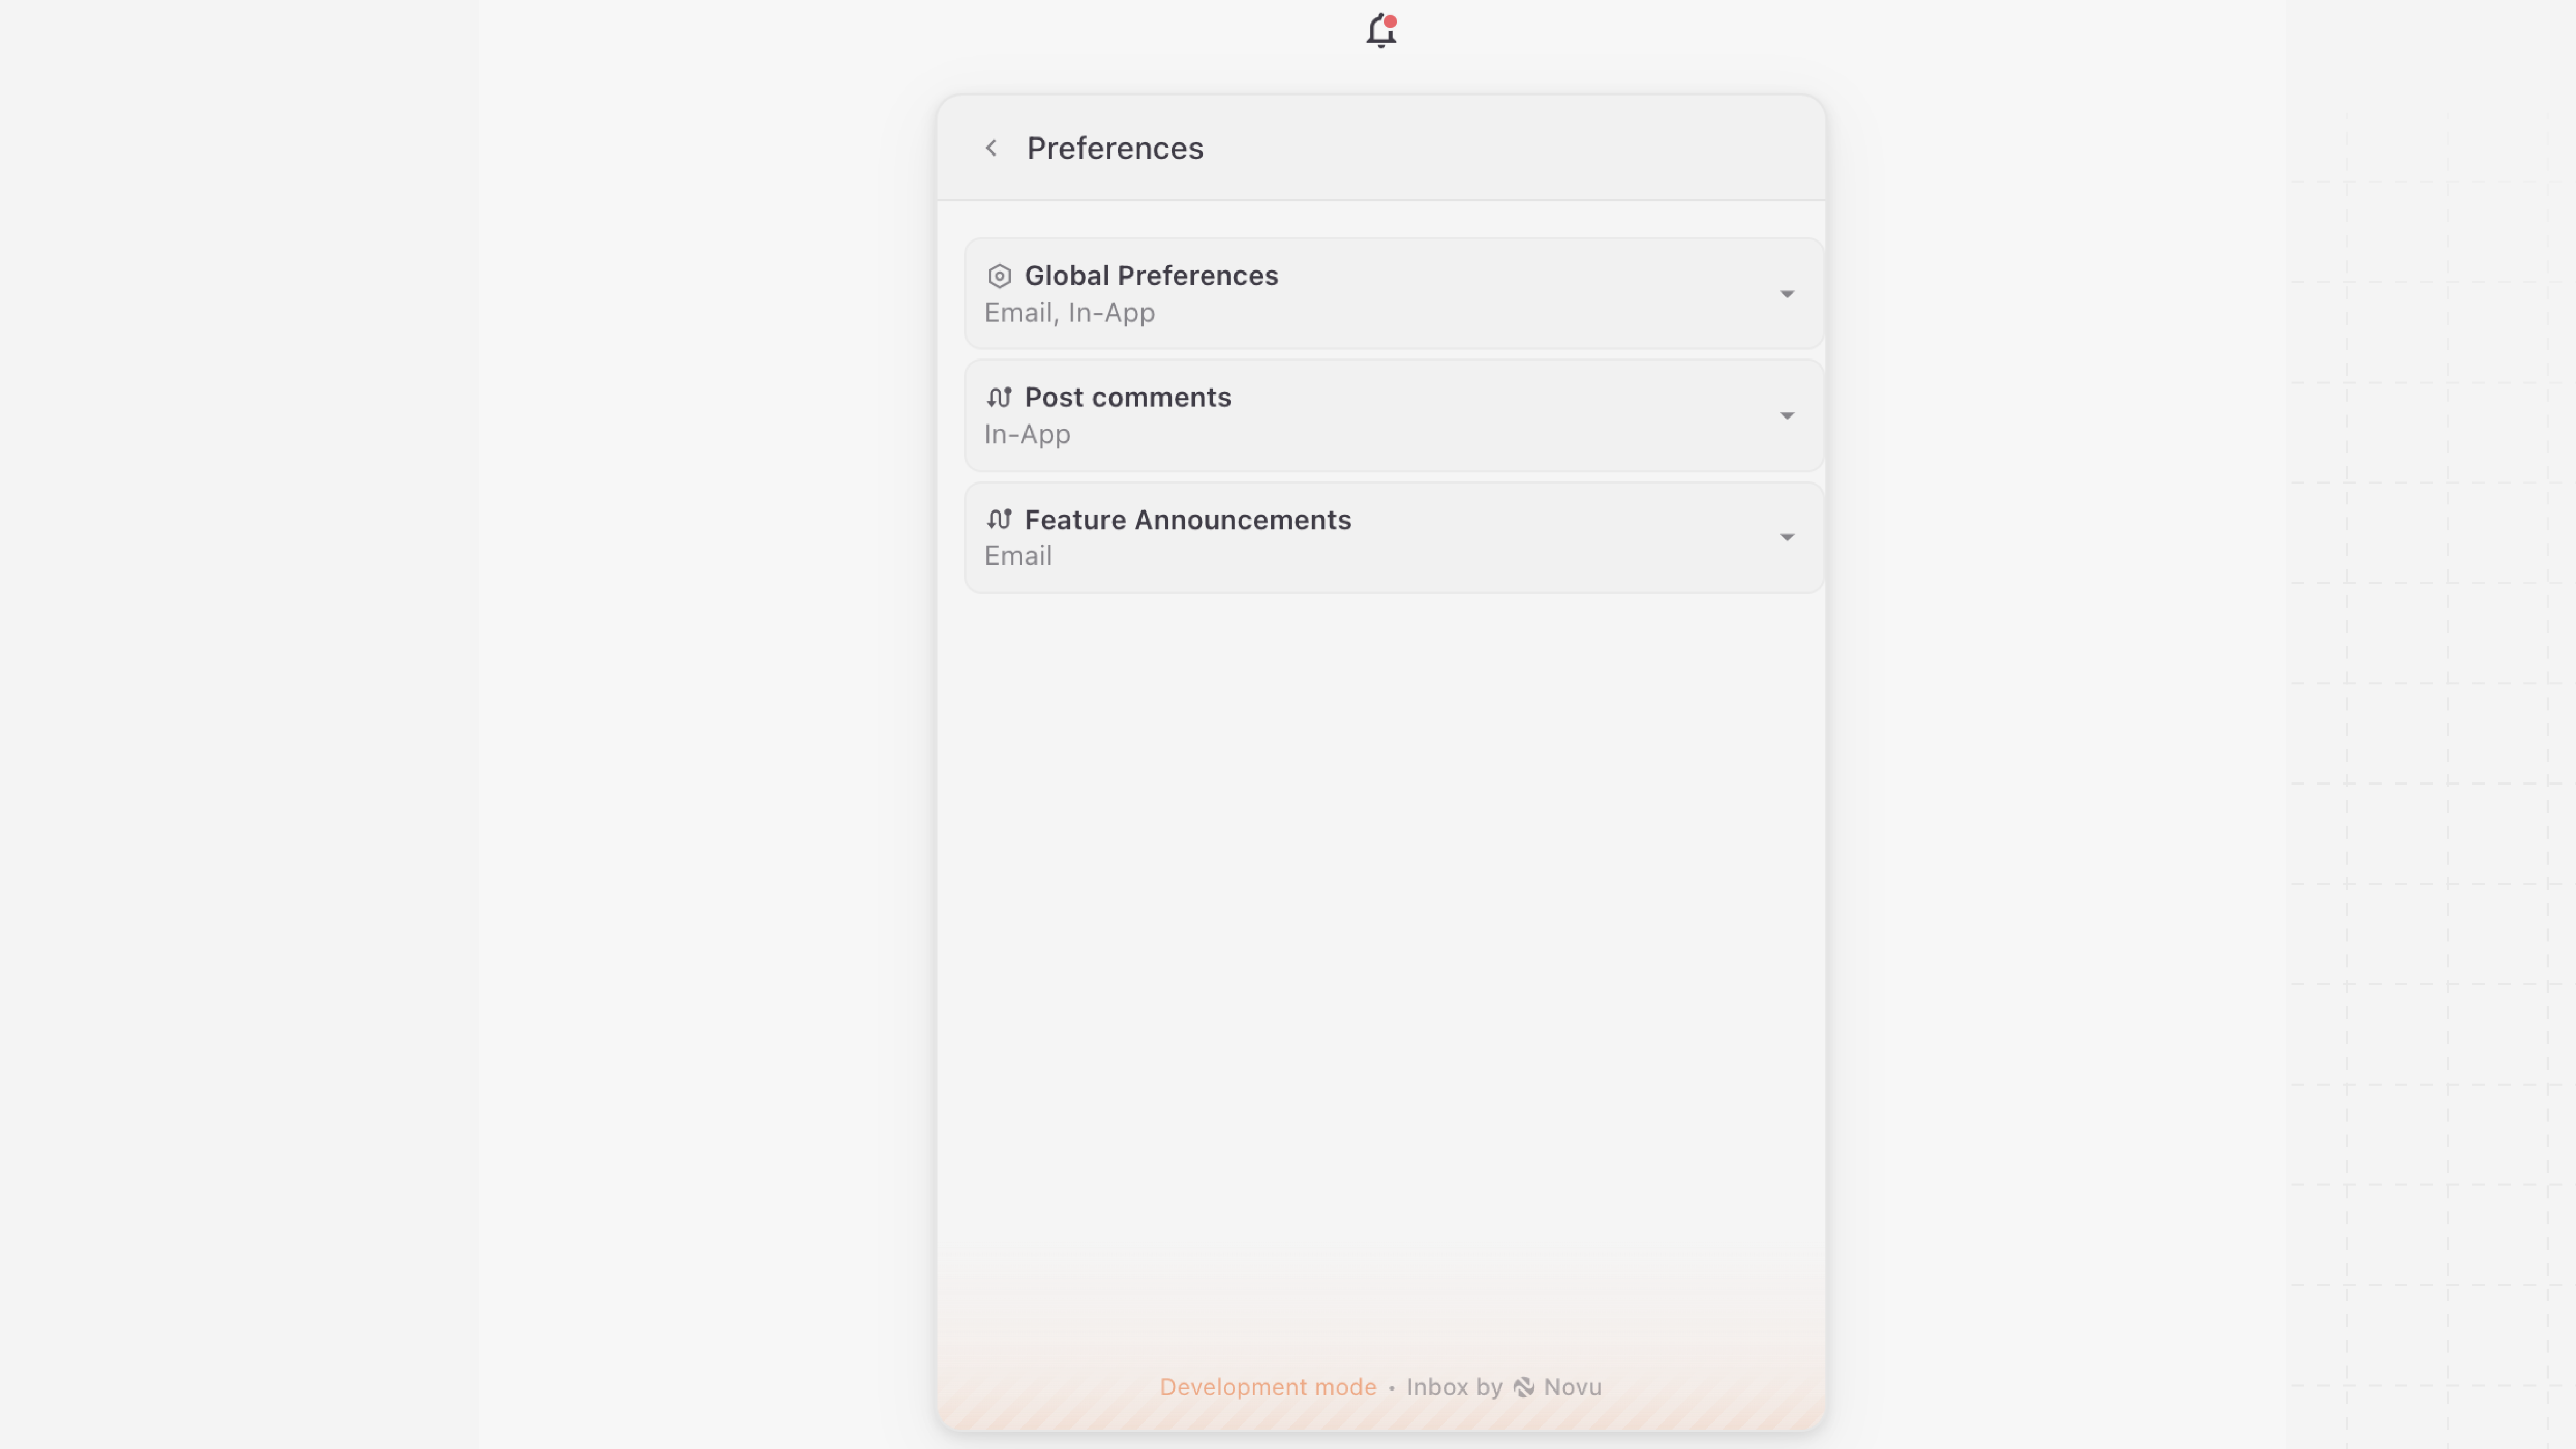 Preferences
Global Preferences
Email, In-App
Post comments
In-App
Feature Announcements
Email
Development mode • Inbox by Novu